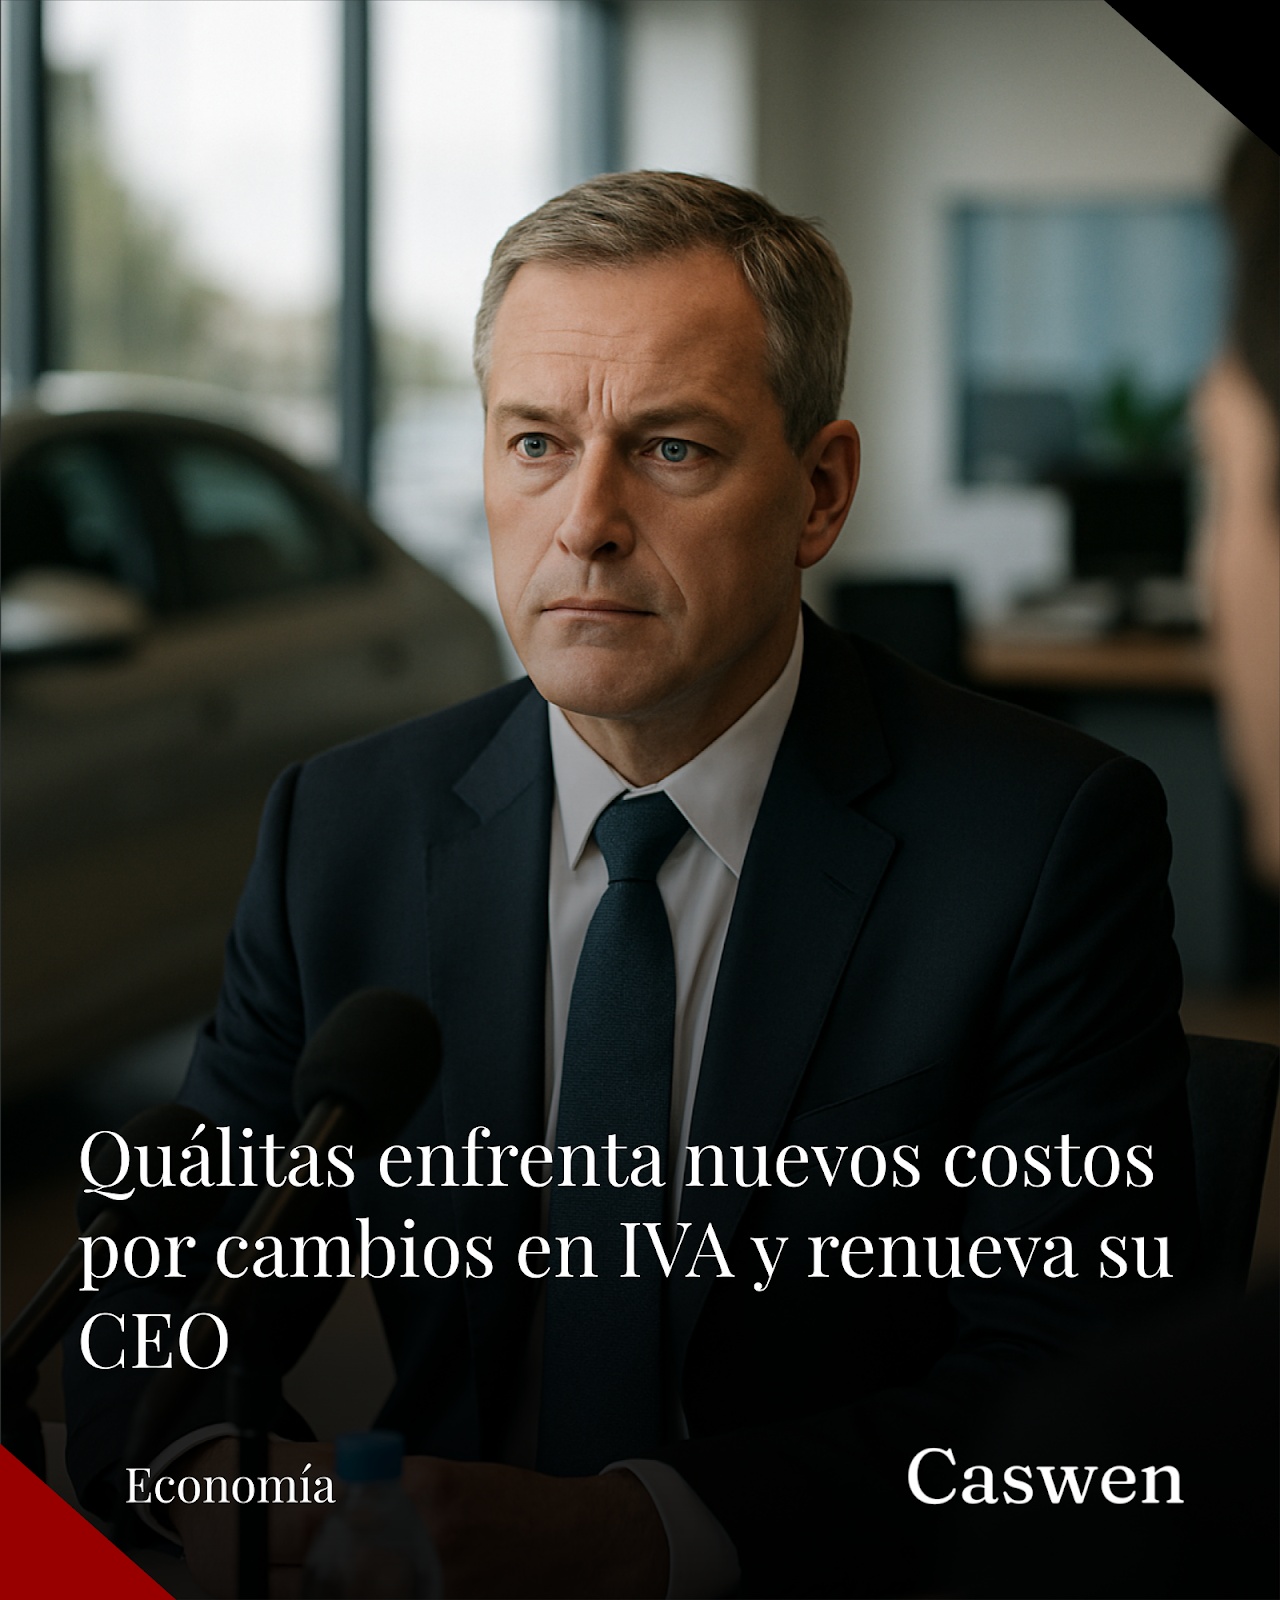 Quálitas enfrenta nuevos costos
por cambios en IVA y renueva su
CEO
Economía
Caswen